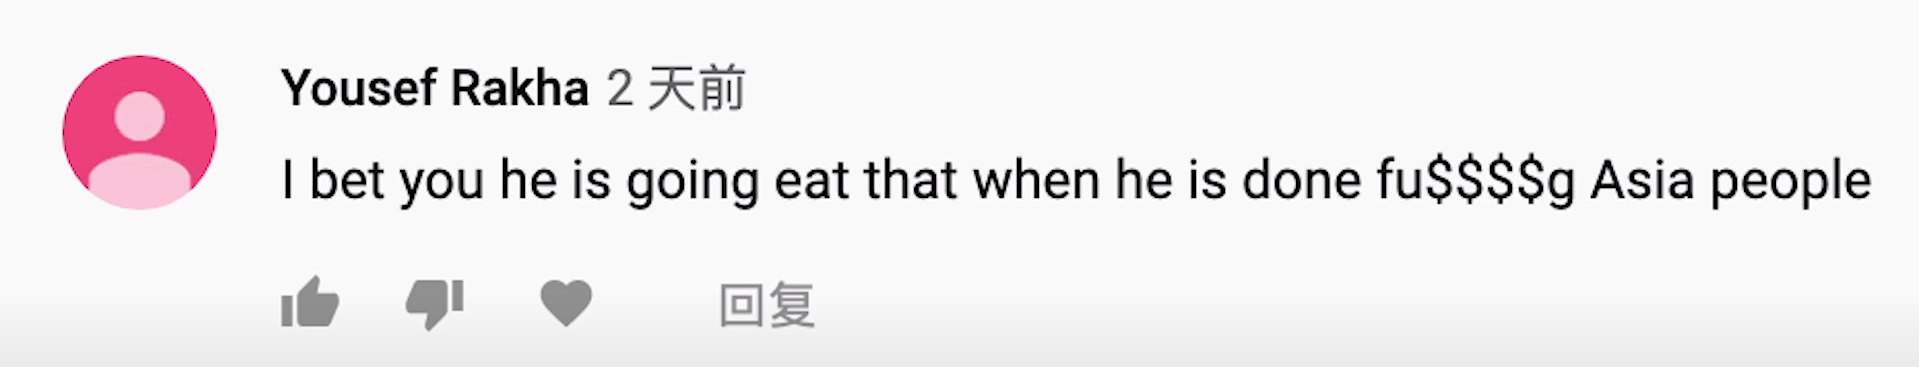 Yousef Rakha 2 天前
I bet you he is going eat that when he is done fu$$$$g Asia people
回复